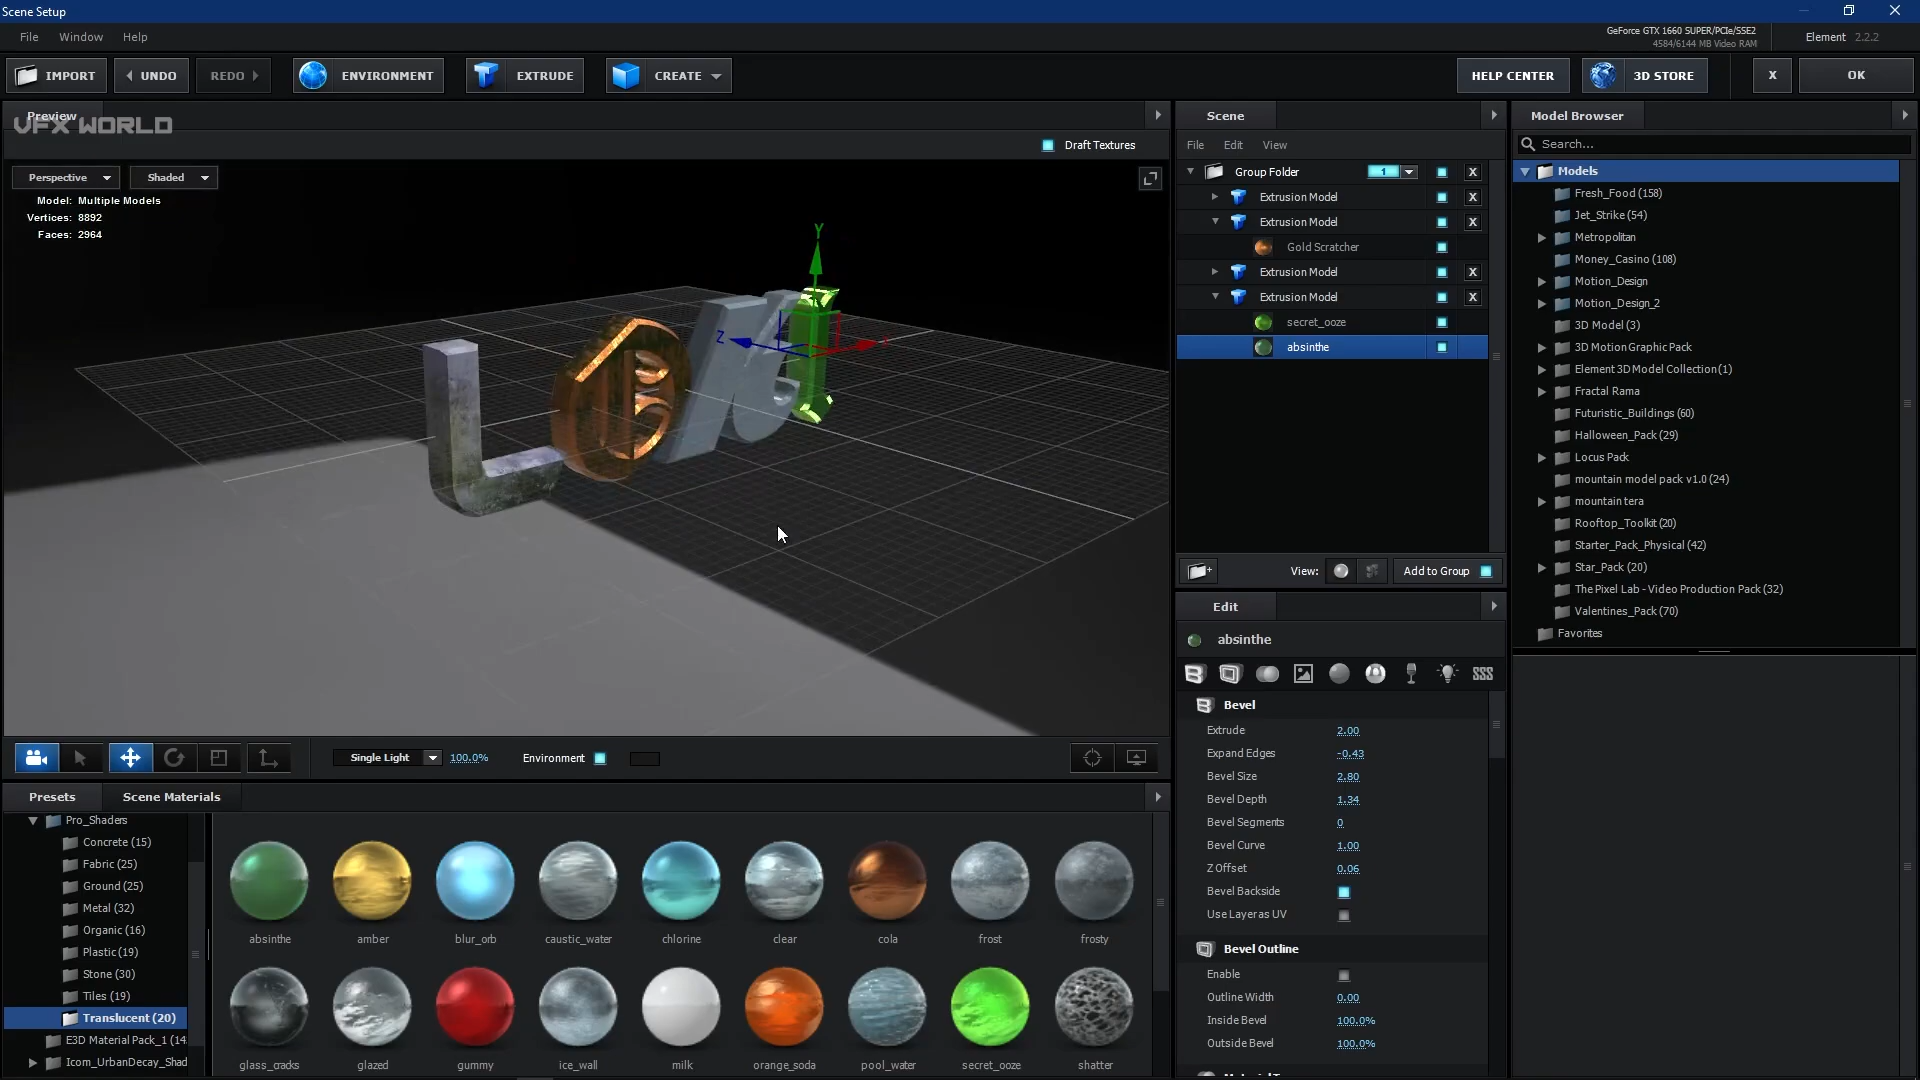 Scene Setup
File Window Help
GeForce GTX 1660 SUPER/PCIe/SSE2
4584/6144 MB Video RAM
Element 2.2.2
IMPORT UNDO REDO ENVIRONMENT EXTRUDE CREATE HELP CENTER 3D STORE X OK
Preview
VFX WORLD
Draft Textures
Perspective Shaded
Model: Multiple Models
Vertices: 8892
Faces: 2964
Y
Z
Single Light 100.0% Environment
Scene
File Edit View
Group Folder 1 X
Extrusion Model X
Extrusion Model X
Gold Scratcher
Extrusion Model X
Extrusion Model X
secret_ooze
absinthe
View: Add to Group
Edit
absinthe
Bevel
Extrude 2.00
Expand Edges -0.43
Bevel Size 2.80
Bevel Depth 1.34
Bevel Segments 0
Bevel Curve 1.00
Z Offset 0.06
Bevel Backside
Use Layer as UV
Bevel Outline
Enable
Outline Width 0.00
Inside Bevel 100.0%
Outside Bevel 100.0%
Model Browser
Search...
Models
Fresh_Food (158)
Jet_Strike (54)
Metropolitan
Money_Casino (108)
Motion_Design
Motion_Design_2
3D Model (3)
3D Motion Graphic Pack
Element 3D Model Collection (1)
Fractal Rama
Futuristic_Buildings (60)
Halloween_Pack (29)
Locus Pack
mountain model pack v1.0 (24)
mountain tera
Rooftop_Toolkit (20)
Starter_Pack_Physical (42)
Star_Pack (20)
The Pixel Lab - Video Production Pack (32)
Valentines_Pack (70)
Favorites
Presets Scene Materials
Pro_Shaders
Concrete (15)
Fabric (25)
Ground (25)
Metal (32)
Organic (16)
Plastic (19)
Stone (30)
Tiles (19)
Translucent (20)
E3D Material Pack_1 (14
Icom_UrbanDecay_Shad
absinthe amber blur_orb caustic_water chlorine clear cola frost frosty
glass_cracks glazed gummy ice_wall milk orange_soda pool_water secret_ooze shatter